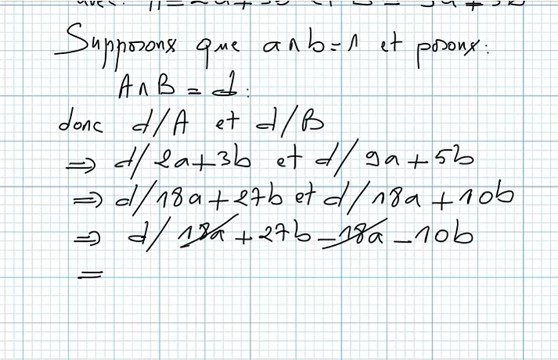 Supposons que a∧b=1 et posons:
A∧B = d:
donc d/A et d/B
=> d/2a+3b et d/9a+5b
=> d/18a+27b et d/18a+10b
=> d/18a+27b-18a-10b
=